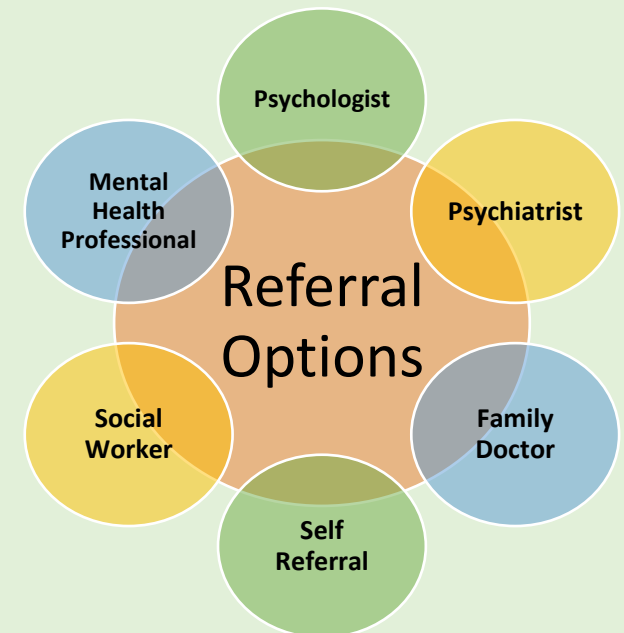 Psychologist
Psychiatrist
Family
Doctor
Self
Referral
Social
Worker
Mental
Health
Professional
Referral
Options